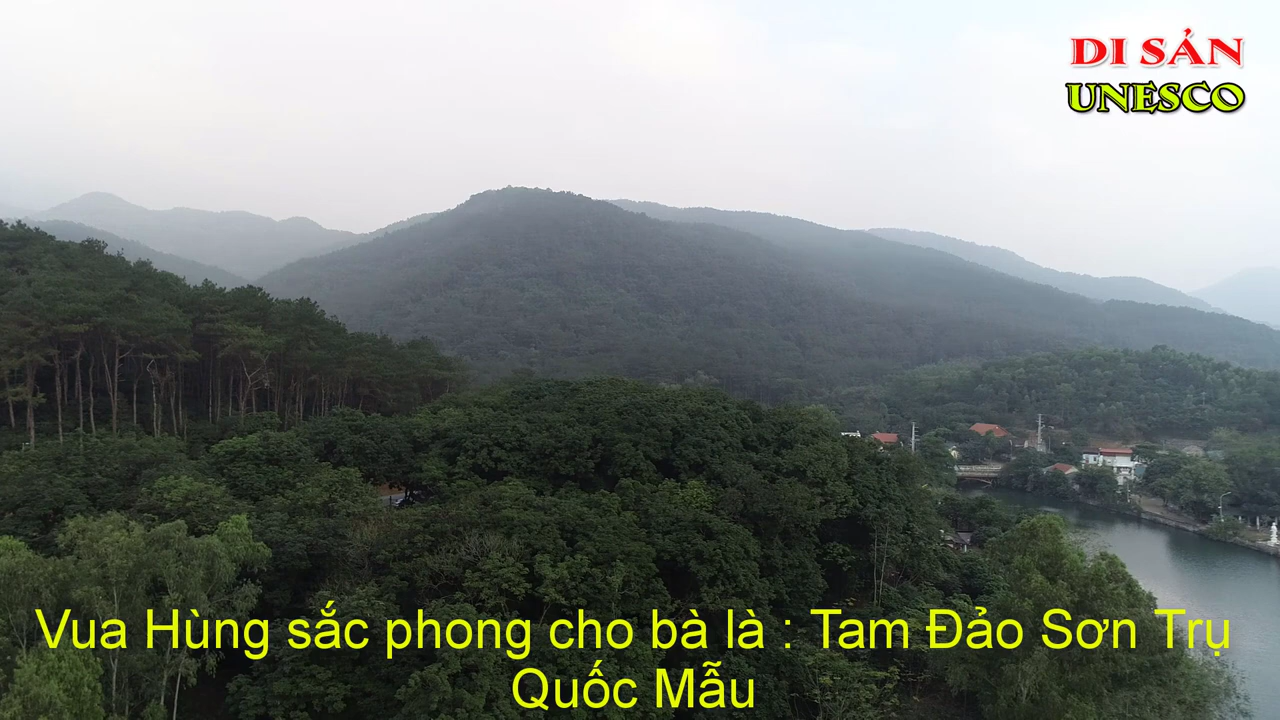 DI SẢN
UNESCO
Vua Hùng sắc phong cho bà là : Tam Đảo Sơn Trụ
Quốc Mẫu